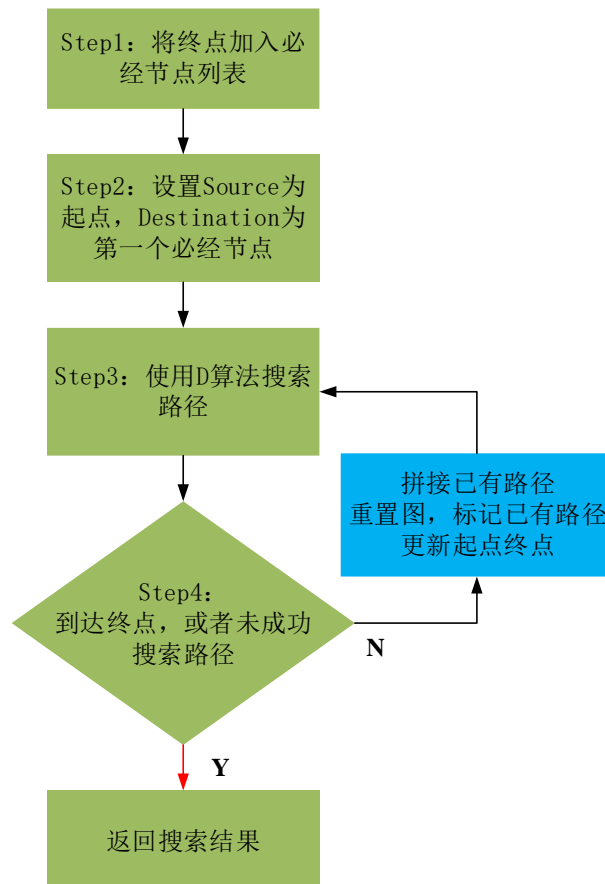 Step1: 将终点加入必
经节点列表
Step2: 设置Source为
起点，Destination为
第一个必经节点
Step3: 使用D算法搜索
路径
拼接已有路径
重置图，标记已有路径
更新起点终点
Step4:
到达终点，或者未成功
搜索路径
N
Y
返回搜索结果